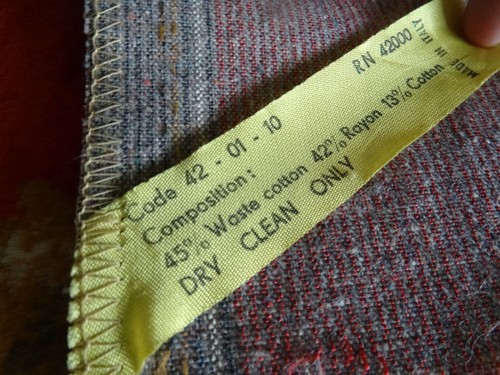 RN 42000
MADE IN ITALY
Code 42 - 01 - 10
Composition:
45% Waste cotton 42% Rayon 13% Cotton
DRY CLEAN ONLY